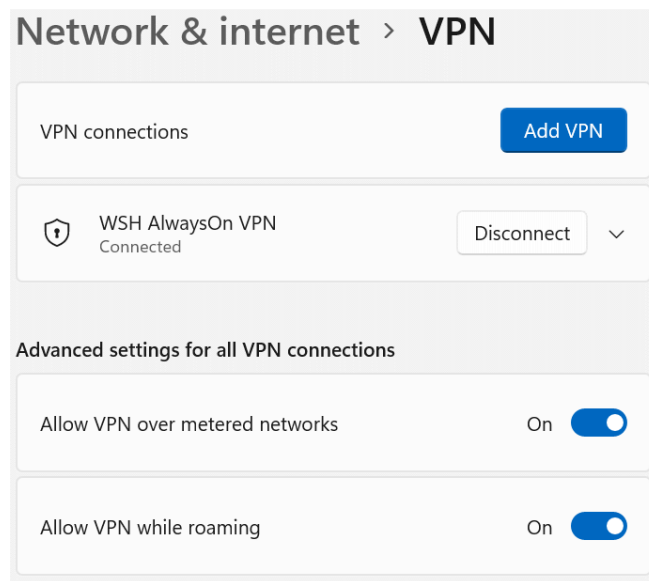 Network & internet > VPN
VPN connections
Add VPN
WSH AlwaysOn VPN
Connected
Disconnect
Advanced settings for all VPN connections
Allow VPN over metered networks
On
Allow VPN while roaming
On